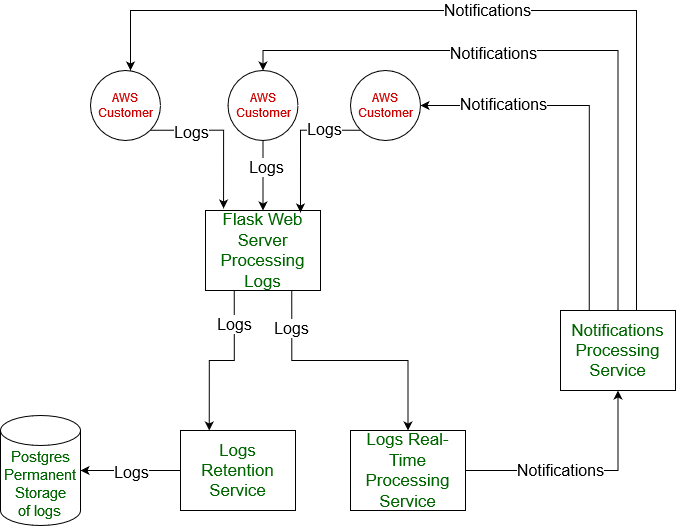 Notifications
Notifications
AWS
Customer
AWS
Customer
AWS
Customer
Notifications
Logs
Logs
Logs
Flask Web
Server
Processing
Logs
Logs
Logs
Notifications
Processing
Service
Postgres
Permanent
Storage
of logs
Logs
Logs
Retention
Service
Logs Real-
Time
Processing
Service
Notifications